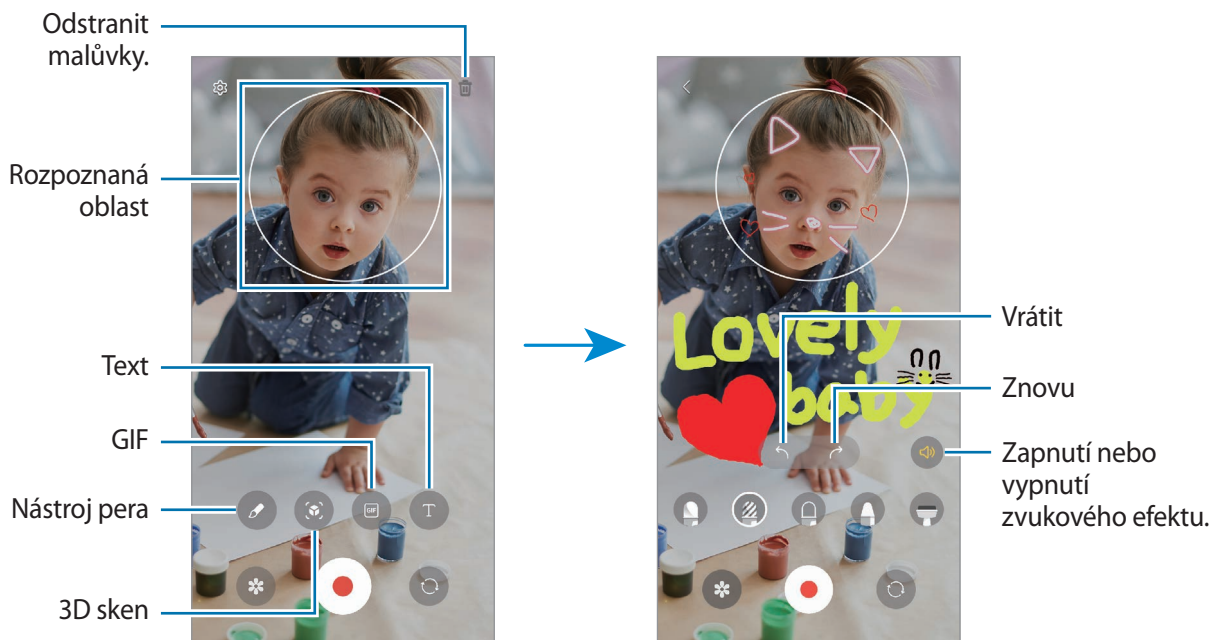 Odstranit
malůvky.
Rozpoznaná
oblast
Text
GIF
Nástroj pera
3D sken
GIF
T
Lovely
baby
Vrátit
Znovu
Zapnutí nebo
vypnutí
zvukového efektu.